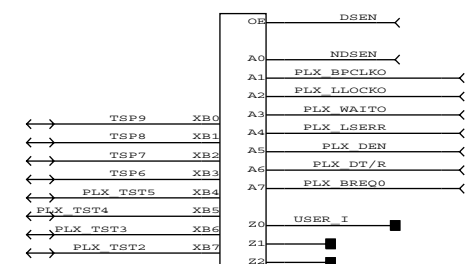 OE DSEN
A0 NDSEN
A1 PLX_BPCLKO
A2 PLX_LLOCKO
TSP9 XB0 A3 PLX_WAITO
TSP8 XB1 A4 PLX_LSERR
TSP7 XB2 A5 PLX_DEN
TSP6 XB3 A6 PLX_DT/R
PLX_TST5 XB4 A7 PLX_BREQ0
PLX_TST4 XB5
PLX_TST3 XB6 Z0 USER_I
PLX_TST2 XB7 Z1
Z2